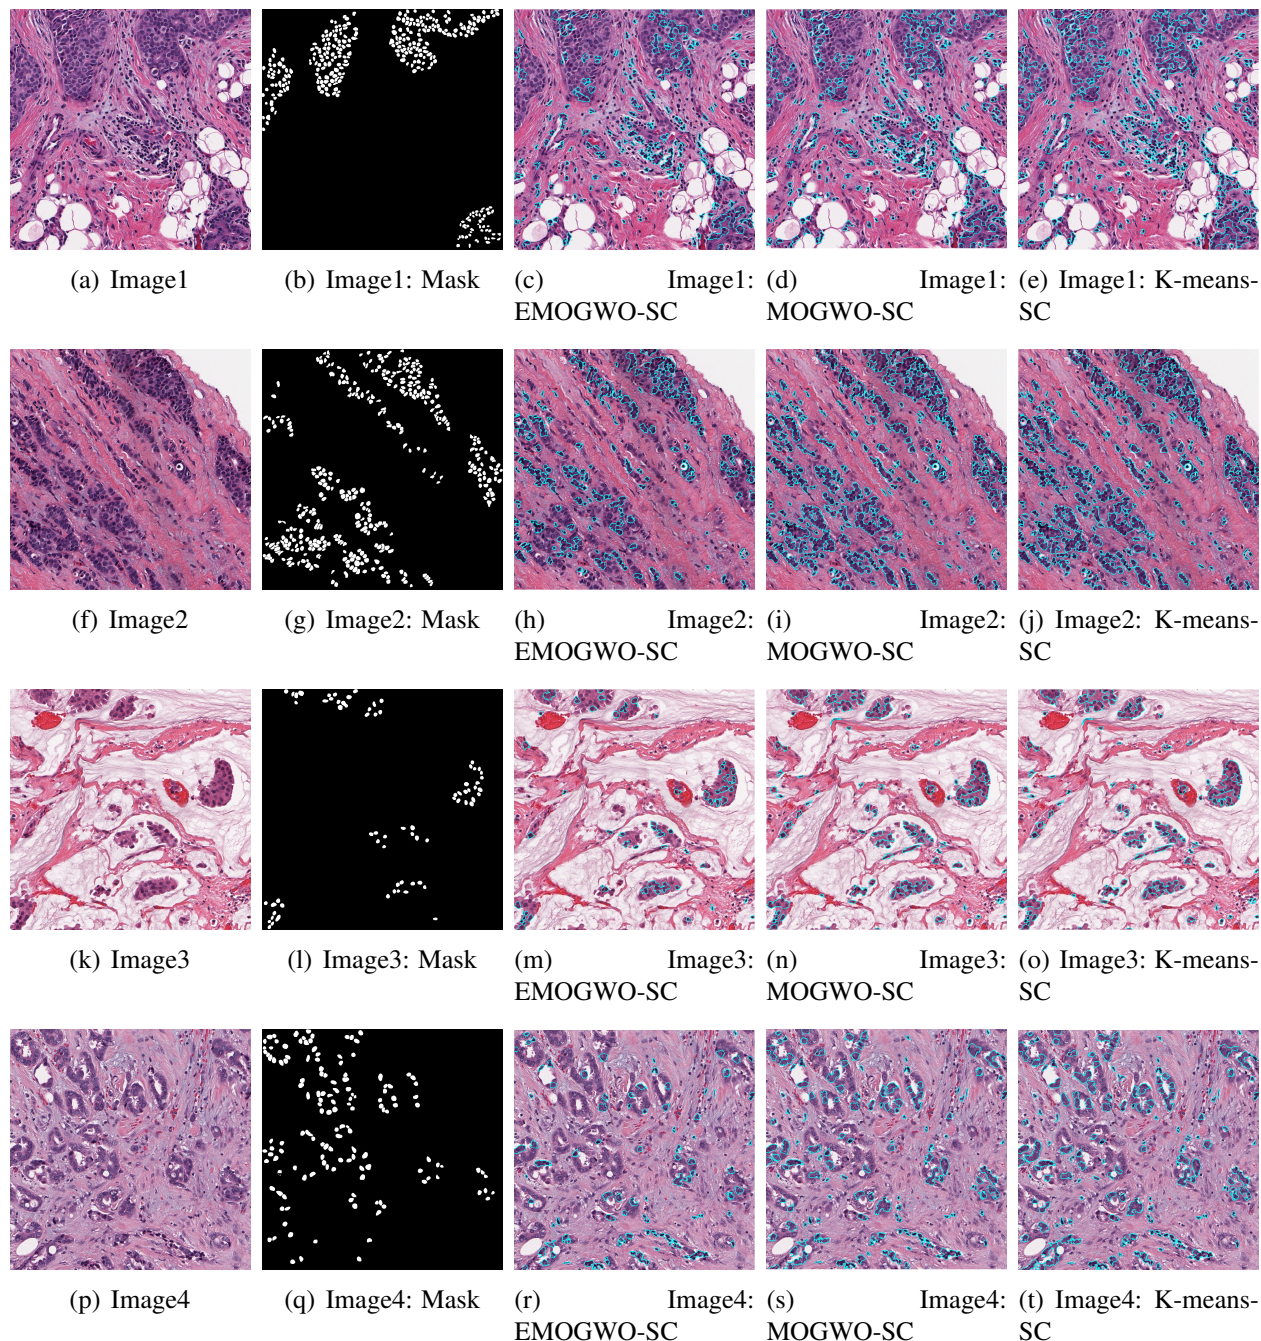 (a) Image1
(b) Image1: Mask
(c) Image1:
EMOGWO-SC
(d) Image1:
MOGWO-SC
(e) Image1: K-means-
SC
(f) Image2
(g) Image2: Mask
(h) Image2:
EMOGWO-SC
(i) Image2:
MOGWO-SC
(j) Image2: K-means-
SC
(k) Image3
(l) Image3: Mask
(m) Image3:
EMOGWO-SC
(n) Image3:
MOGWO-SC
(o) Image3: K-means-
SC
(p) Image4
(q) Image4: Mask
(r) Image4:
EMOGWO-SC
(s) Image4:
MOGWO-SC
(t) Image4: K-means-
SC